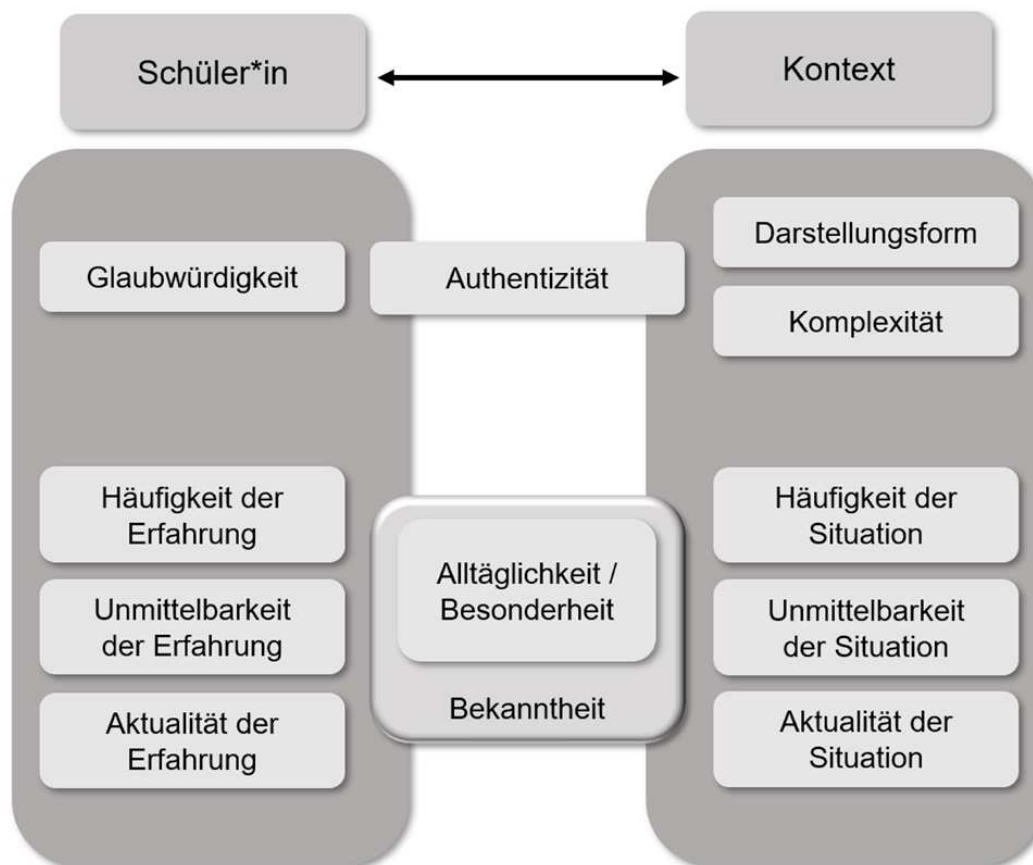 Schüler*in
Kontext
Glaubwürdigkeit
Authentizität
Darstellungsform
Komplexität
Häufigkeit der
Erfahrung
Unmittelbarkeit
der Erfahrung
Aktualität der
Erfahrung
Alltäglichkeit /
Besonderheit
Bekanntheit
Häufigkeit der
Situation
Unmittelbarkeit
der Situation
Aktualität der
Situation